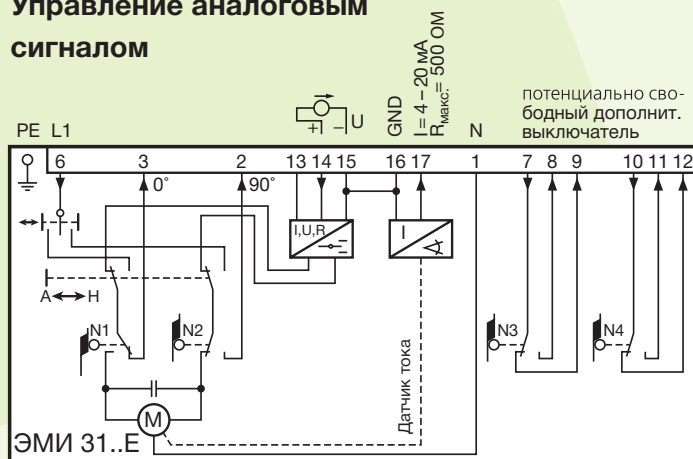 Управление аналоговым
сигналом
+ − U
GND
I = 4 – 20 мА
Rмакс. = 500 ОМ
потенциально сво-
бодный дополнит.
выключатель
PE L1 N
6 3 2 13 14 15 16 17 1 7 8 9 10 11 12
0° 90°
I,U,R
I
A
A H
N1 N2 N3 N4
Датчик тока
M
ЭМИ 31..E